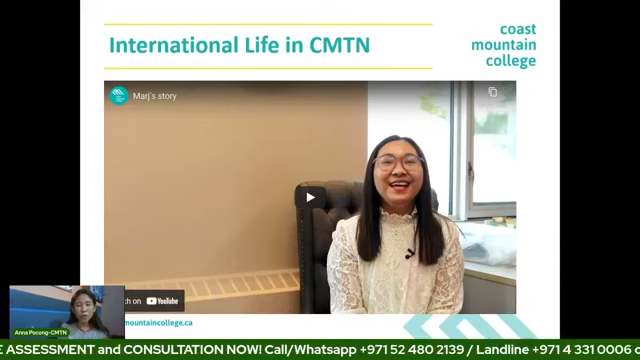 International Life in CMTN
coast
mountain
college
Marj's story
ch on YouTube
mountaincollege.ca
Anna Pocong-CMTN
E ASSESSMENT and CONSULTATION NOW! Call/Whatsapp +971 52 480 2139 / Landline +971 4 331 0006